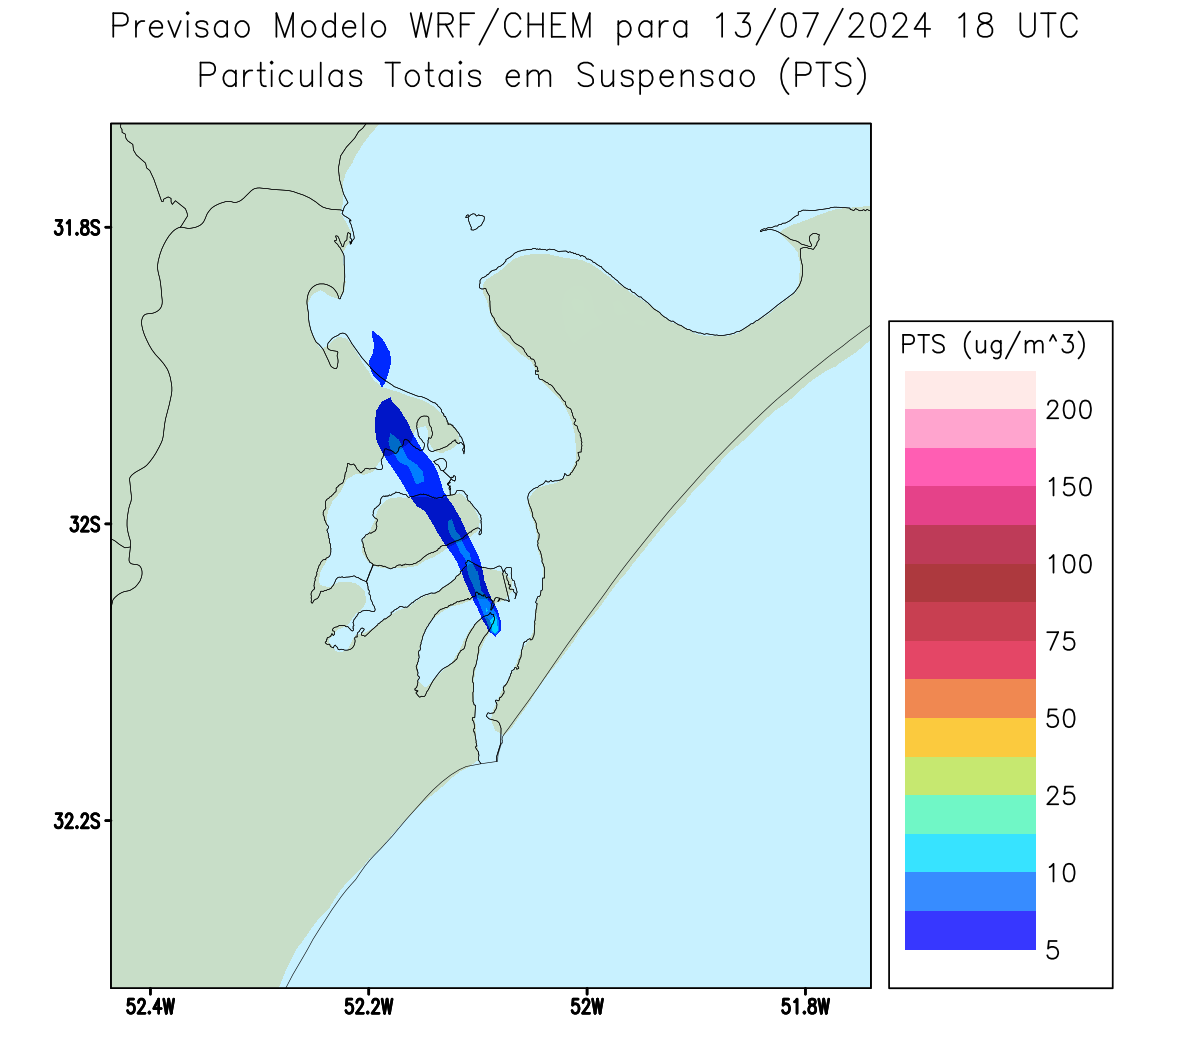 Previsao Modelo WRF/CHEM para 13/07/2024 18 UTC
Particulas Totais em Suspensao (PTS)
31.8S
32S
32.2S
52.4W
52.2W
52W
51.8W
PTS (ug/m^3)
200
150
100
75
50
25
10
5